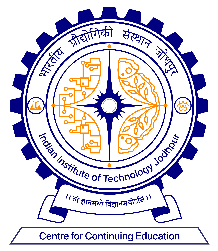 भारतीय प्रौद्योगिकी संस्थान जोधपुर
Indian Institute of Technology Jodhpur
॥ त्वं ज्ञानमयो विज्ञानमयोऽसि ॥
Centre for Continuing Education